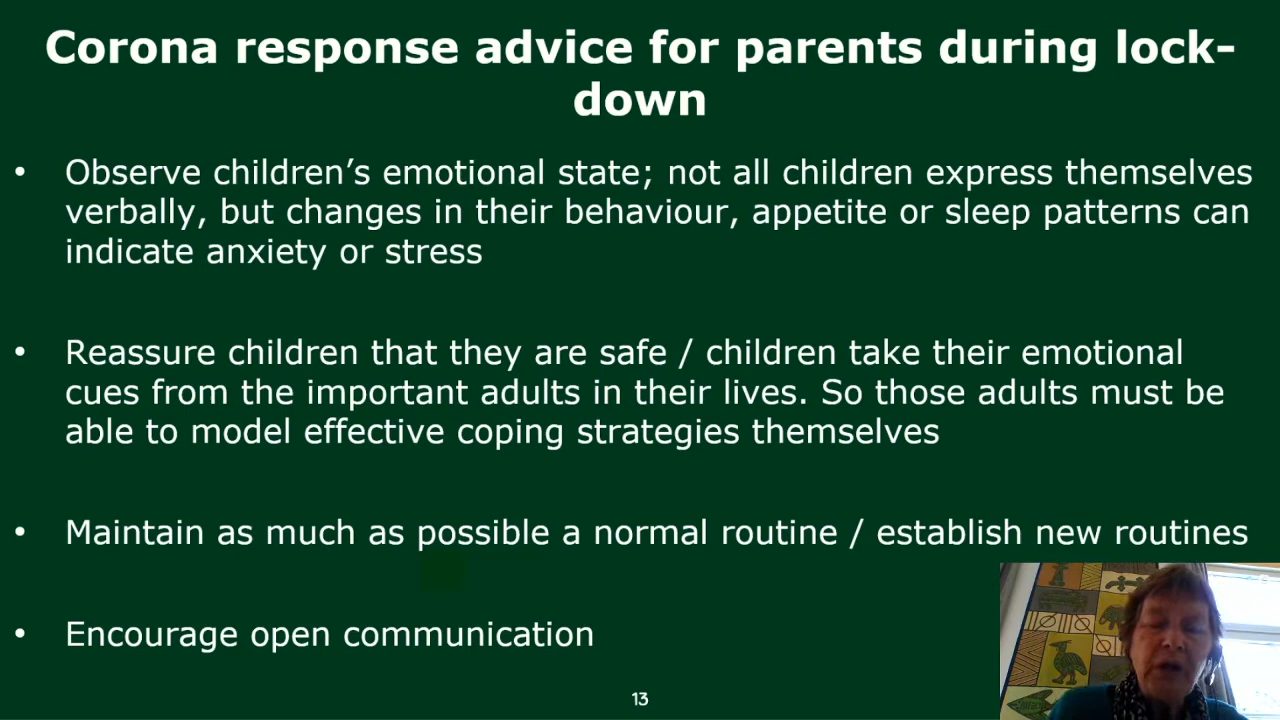 Corona response advice for parents during lock-
down
• Observe children’s emotional state; not all children express themselves
verbally, but changes in their behaviour, appetite or sleep patterns can
indicate anxiety or stress
• Reassure children that they are safe / children take their emotional
cues from the important adults in their lives. So those adults must be
able to model effective coping strategies themselves
• Maintain as much as possible a normal routine / establish new routines
• Encourage open communication
13